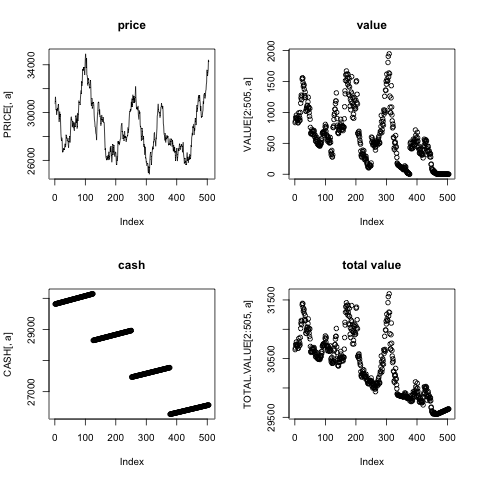 price
PRICE[, a]
34000
30000
26000
0 100 200 300 400 500
Index
value
VALUE[2:505, a]
2000
1500
1000
500
0
0 100 200 300 400 500
Index
cash
CASH[, a]
29000
27000
0 100 200 300 400 500
Index
total value
TOTAL.VALUE[2:505, a]
31500
30500
29500
0 100 200 300 400 500
Index